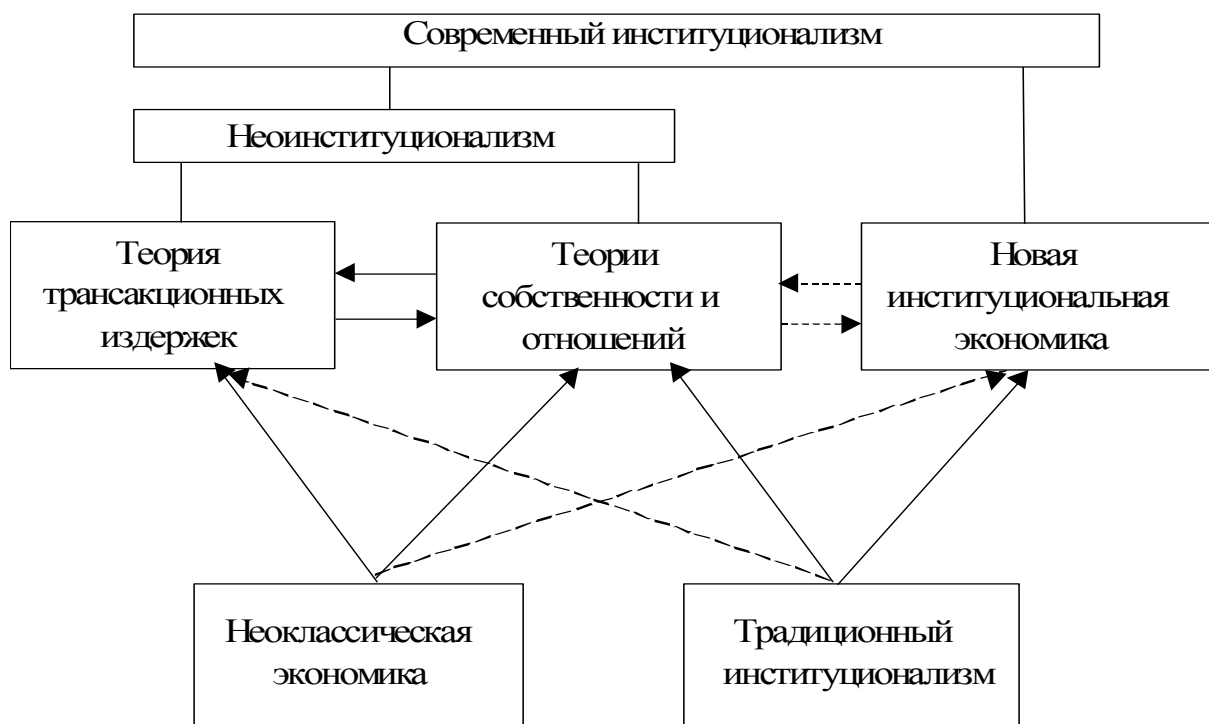 Современный институционализм
Неоинституционализм
Теория
трансакционных
издержек
Теории
собственности и
отношений
Новая
институциональная
экономика
Неоклассическая
экономика
Традиционный
институционализм